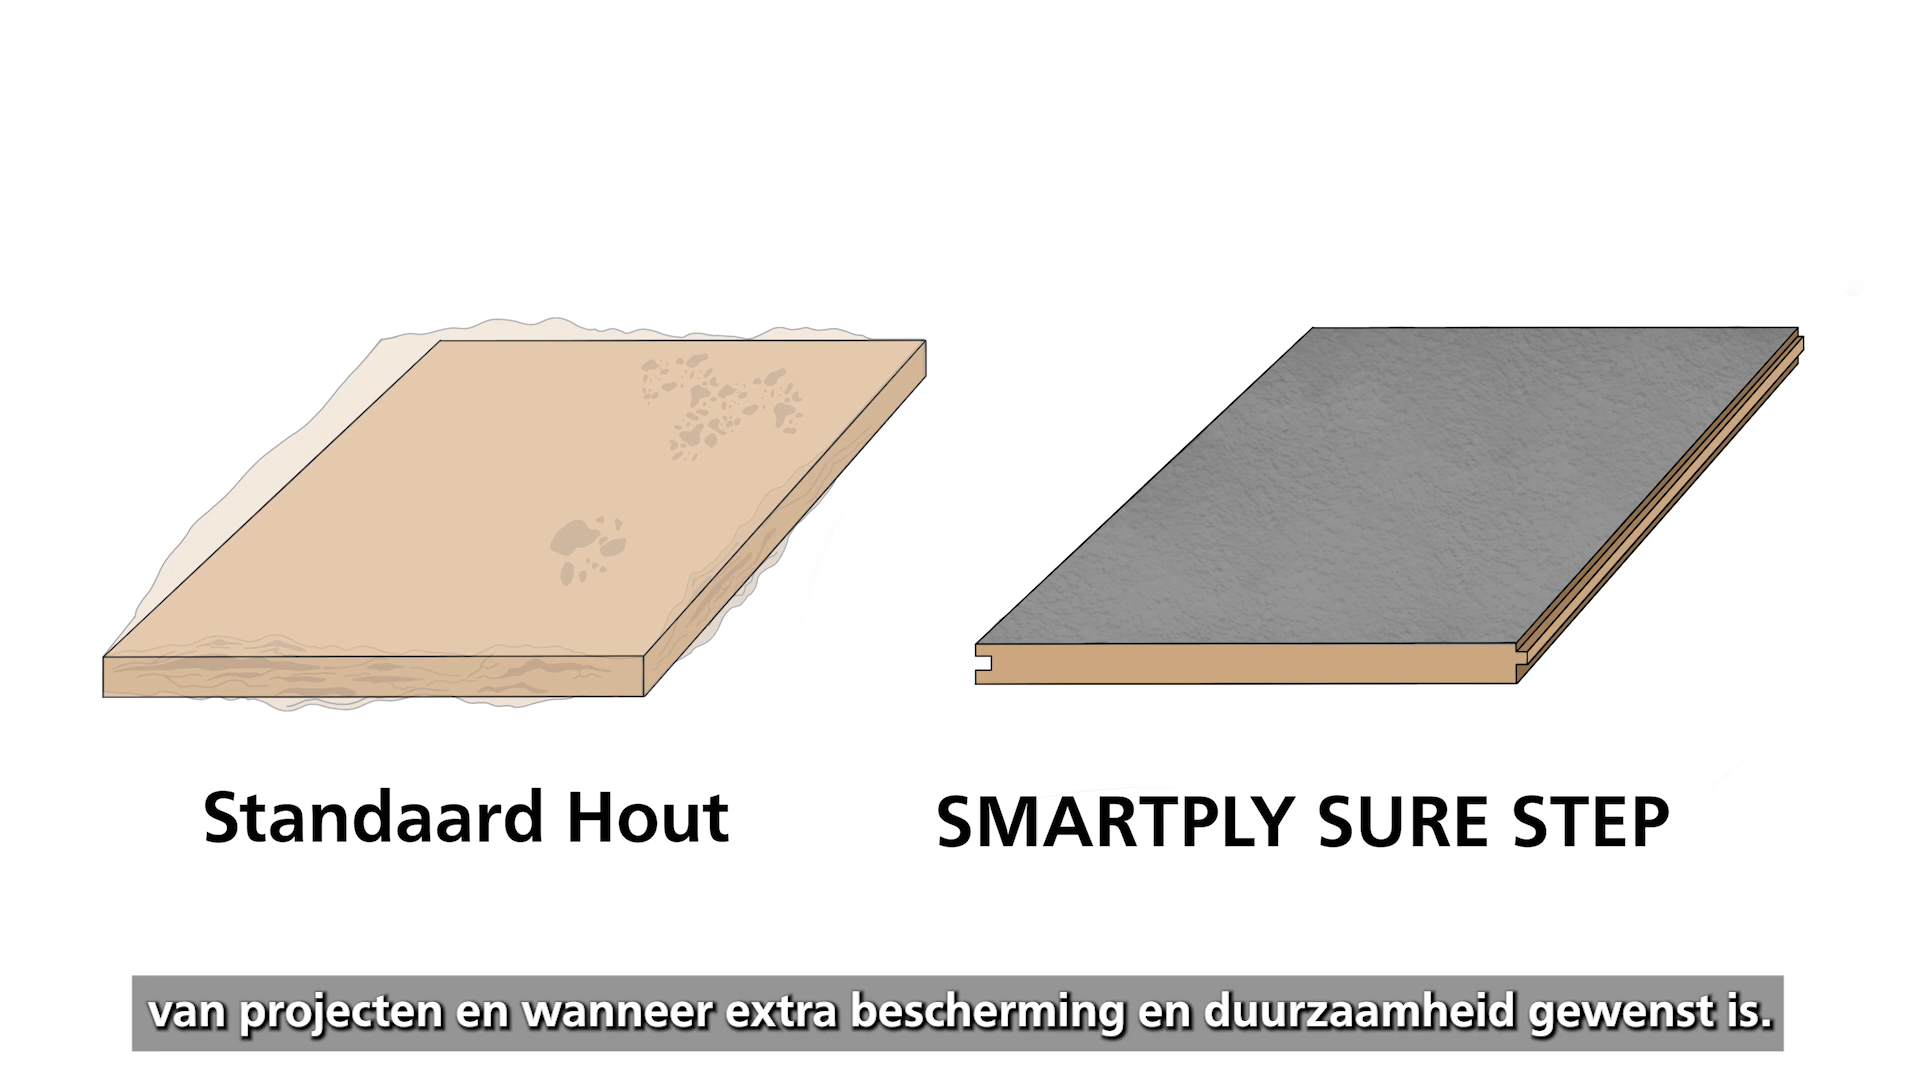 Standaard Hout
SMARTPLY SURE STEP
van projecten en wanneer extra bescherming en duurzaamheid gewenst is.